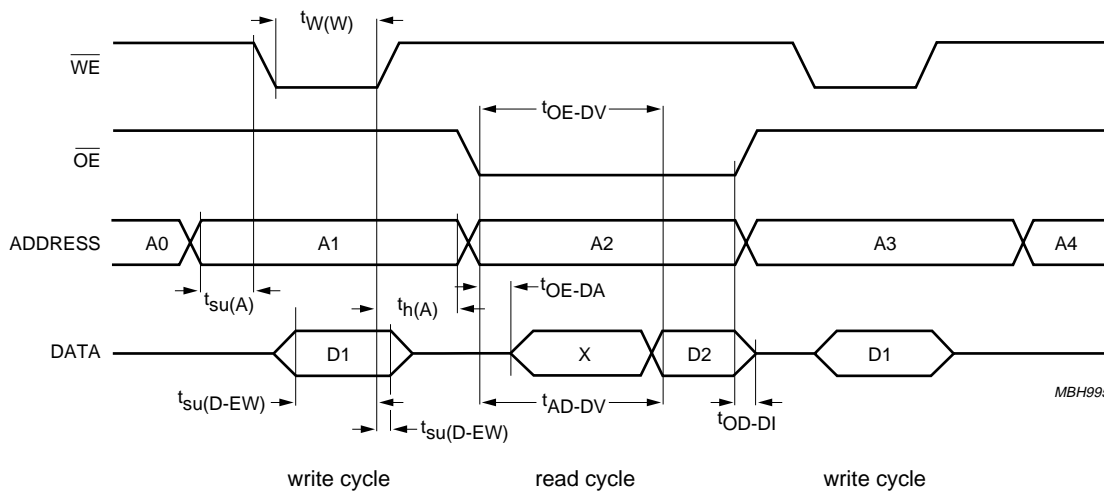 tW(W)
WE
tOE-DV
OE
ADDRESS A0 A1 A2 A3 A4
tsu(A) th(A) tOE-DA
DATA D1 X D2 D1
MBH995
tsu(D-EW) tAD-DV tOD-DI
tsu(D-EW)
write cycle read cycle write cycle